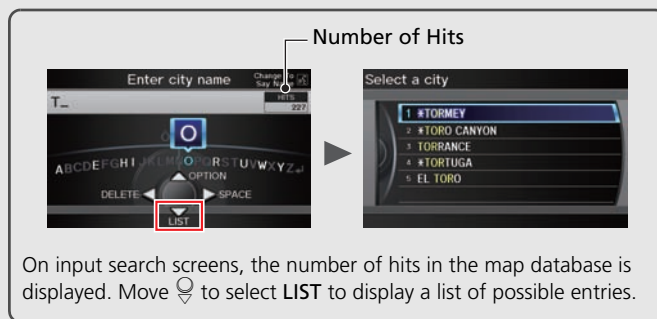 Number of Hits
Enter city name
Change To
Say Name
T_
HITS
227
O
ABCDEFGHIJKLMNOPQRSTUVWXYZ
OPTION
DELETE
SPACE
LIST
Select a city
1 *TORMEY
2 *TORO CANYON
3 TORRANCE
4 *TORTUGA
5 EL TORO
On input search screens, the number of hits in the map database is
displayed. Move to select LIST to display a list of possible entries.